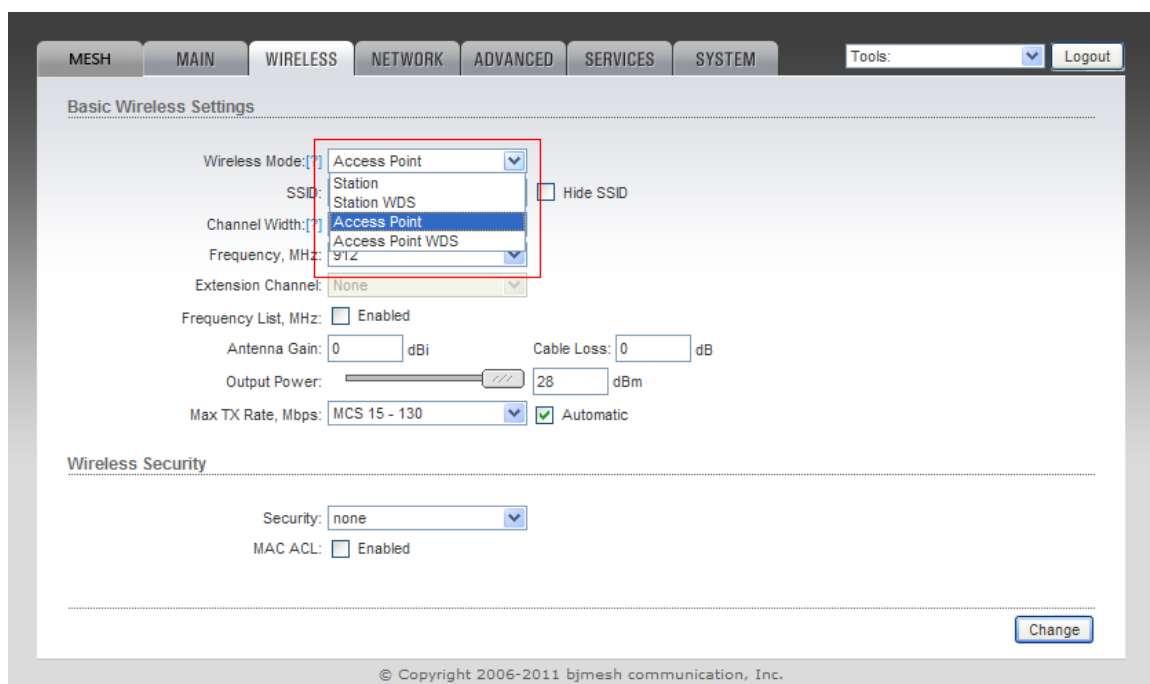 MESH MAIN WIRELESS NETWORK ADVANCED SERVICES SYSTEM Tools: Logout
Basic Wireless Settings
Wireless Mode:[?] Access Point
Station
SSID: Hide SSID
Station WDS
Channel Width:[?] Access Point
Access Point WDS
Frequency, MHz: 912
Extension Channel: None
Frequency List, MHz: Enabled
Antenna Gain: 0 dBi Cable Loss: 0 dB
Output Power: 28 dBm
Max TX Rate, Mbps: MCS 15 - 130 Automatic
Wireless Security
Security: none
MAC ACL: Enabled
Change
© Copyright 2006-2011 bjmesh communication, Inc.